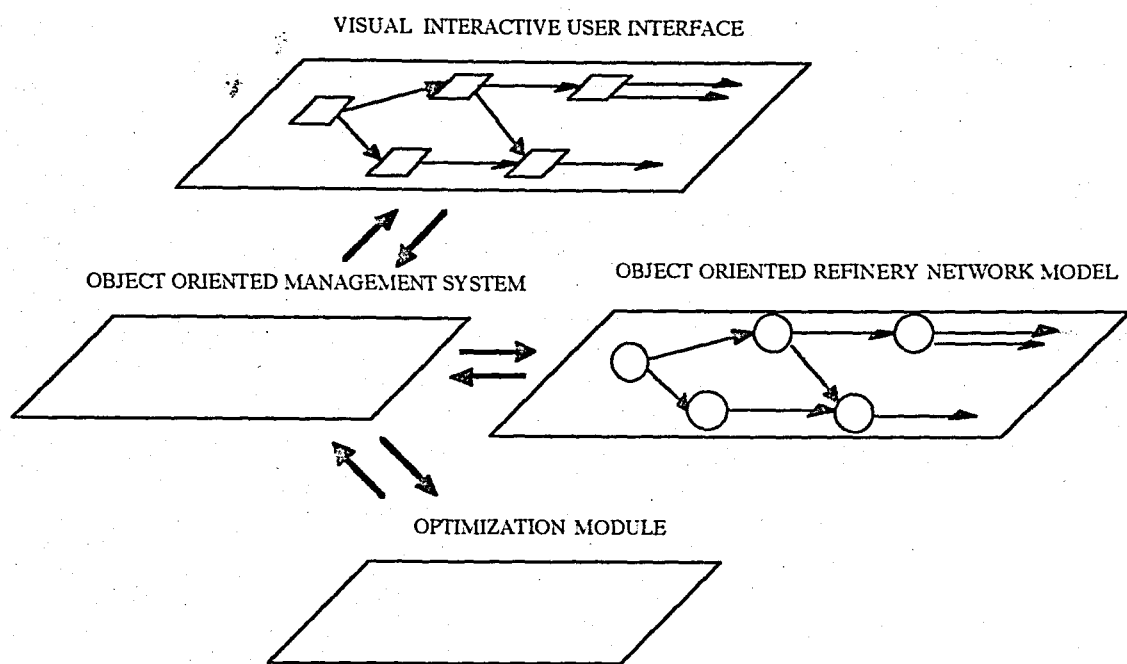 VISUAL INTERACTIVE USER INTERFACE
OBJECT ORIENTED MANAGEMENT SYSTEM
OBJECT ORIENTED REFINERY NETWORK MODEL
OPTIMIZATION MODULE